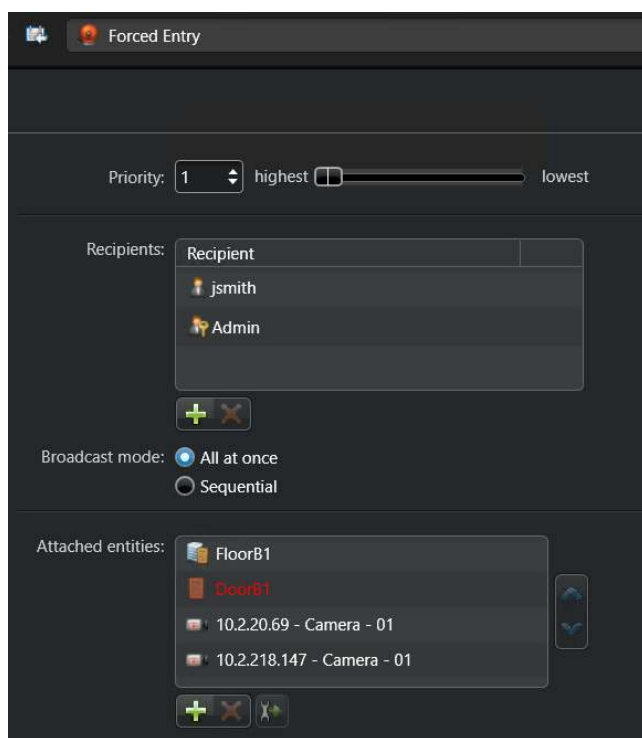 Forced Entry
Priority: 1 highest lowest
Recipients: Recipient
jsmith
Admin
Broadcast mode: All at once
Sequential
Attached entities: FloorB1
DoorB1
10.2.20.69 - Camera - 01
10.2.218.147 - Camera - 01